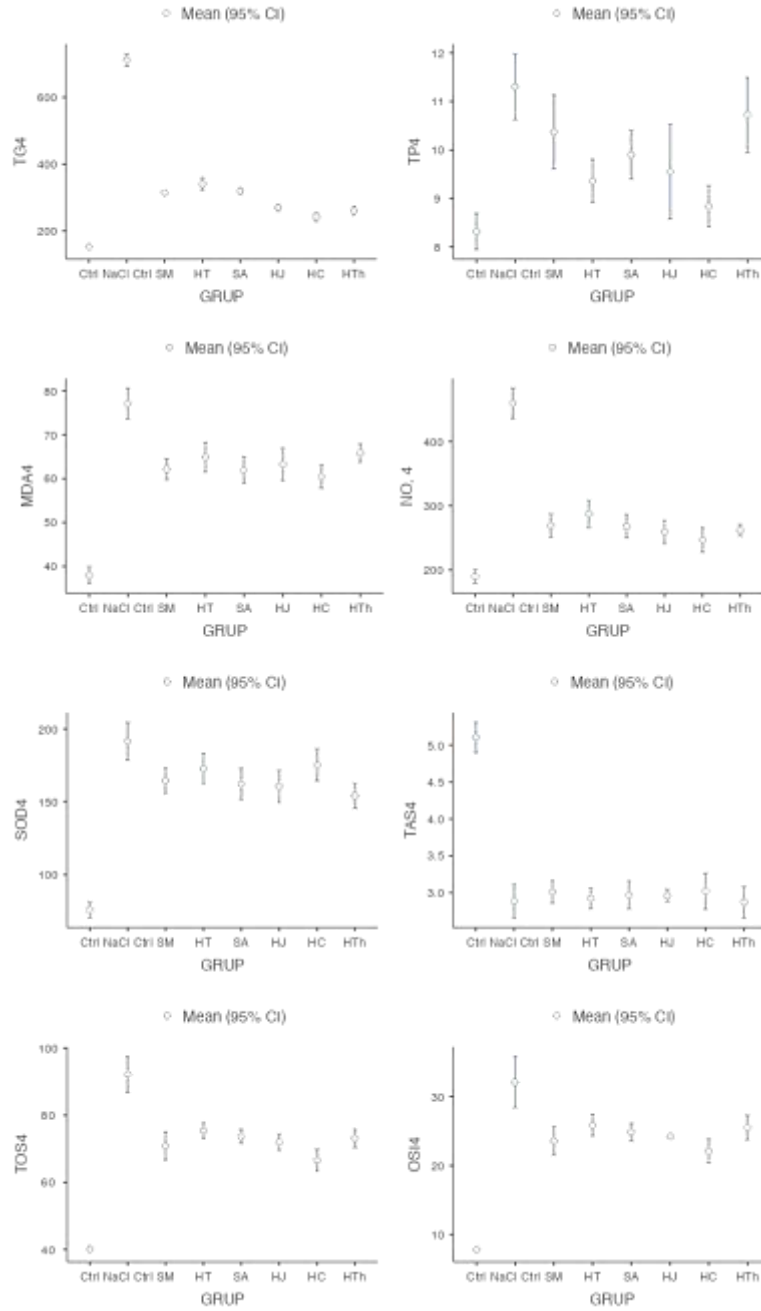 Mean (95% CI)
600
400
200
TG4
Ctrl NaCl Ctrl SM HT SA HJ HC HTh
GRUP
Mean (95% CI)
12
11
10
9
8
TP4
Ctrl NaCl Ctrl SM HT SA HJ HC HTh
GRUP
Mean (95% CI)
80
70
60
50
40
MDA4
Ctrl NaCl Ctrl SM HT SA HJ HC HTh
GRUP
Mean (95% CI)
400
300
200
NO, 4
Ctrl NaCl Ctrl SM HT SA HJ HC HTh
GRUP
Mean (95% CI)
200
150
100
SOD4
Ctrl NaCl Ctrl SM HT SA HJ HC HTh
GRUP
Mean (95% CI)
5.0
4.5
5.0
3.5
3.0
TAS4
Ctrl NaCl Ctrl SM HT SA HJ HC HTh
GRUP
Mean (95% CI)
100
80
60
40
TOS4
Ctrl NaCl Ctrl SM HT SA HJ HC HTh
GRUP
Mean (95% CI)
30
20
10
OSI4
Ctrl NaCl Ctrl SM HT SA HJ HC HTh
GRUP